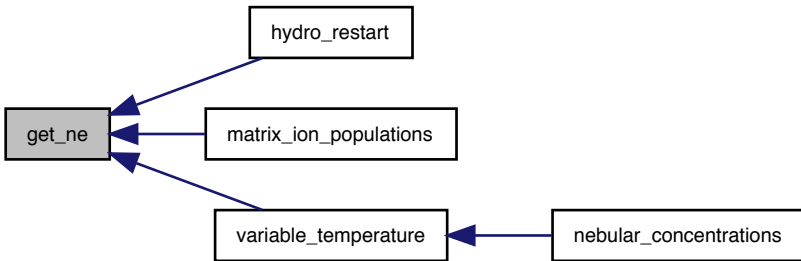 hydro_restart
get_ne
matrix_ion_populations
variable_temperature
nebular_concentrations